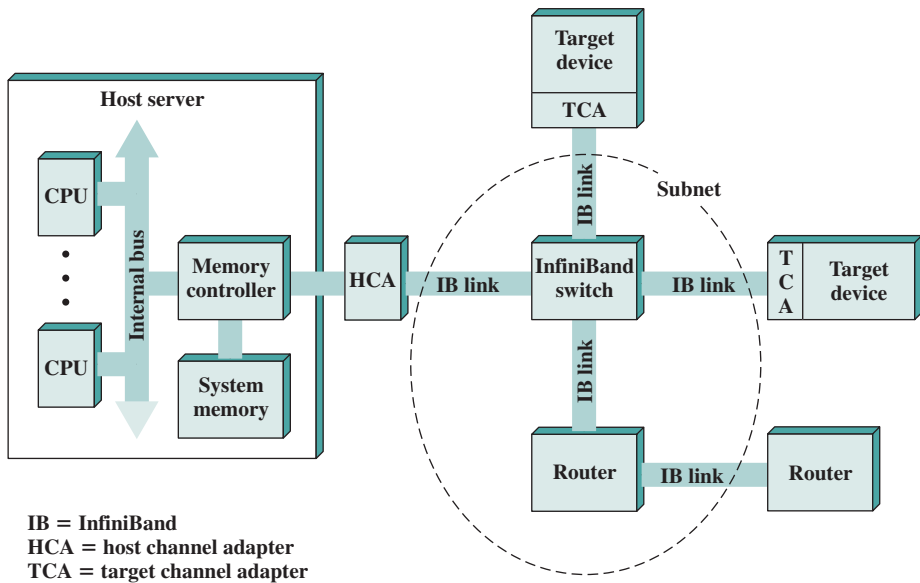 Target
device
TCA
Host server
CPU
Internal bus
CPU
Memory
controller
System
memory
HCA
IB link
IB link
Subnet
InfiniBand
switch
IB link
T
C
A
Target
device
IB link
Router
IB link
Router
IB = InfiniBand
HCA = host channel adapter
TCA = target channel adapter